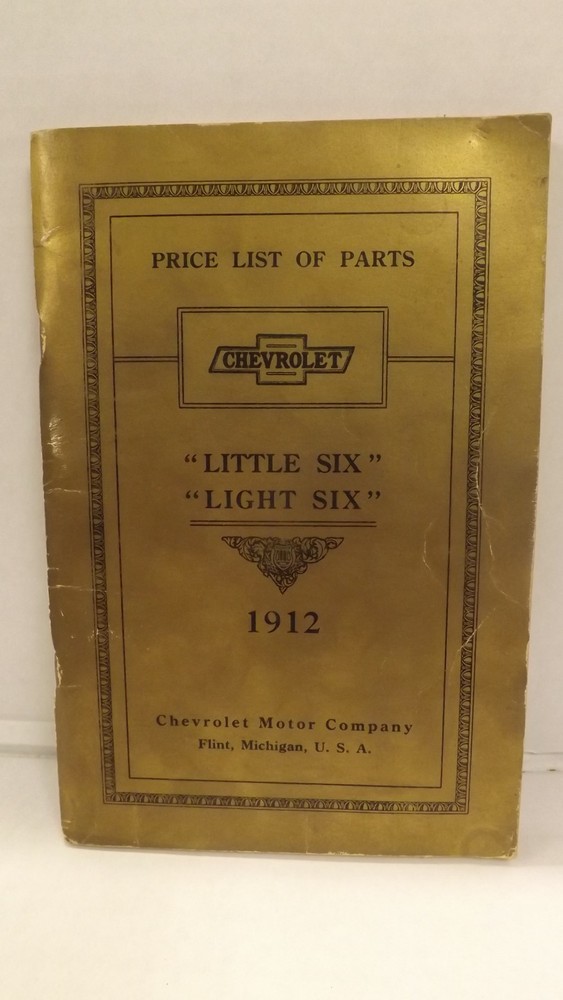 PRICE LIST OF PARTS
CHEVROLET
"LITTLE SIX"
"LIGHT SIX"
1912
Chevrolet Motor Company
Flint, Michigan, U. S. A.